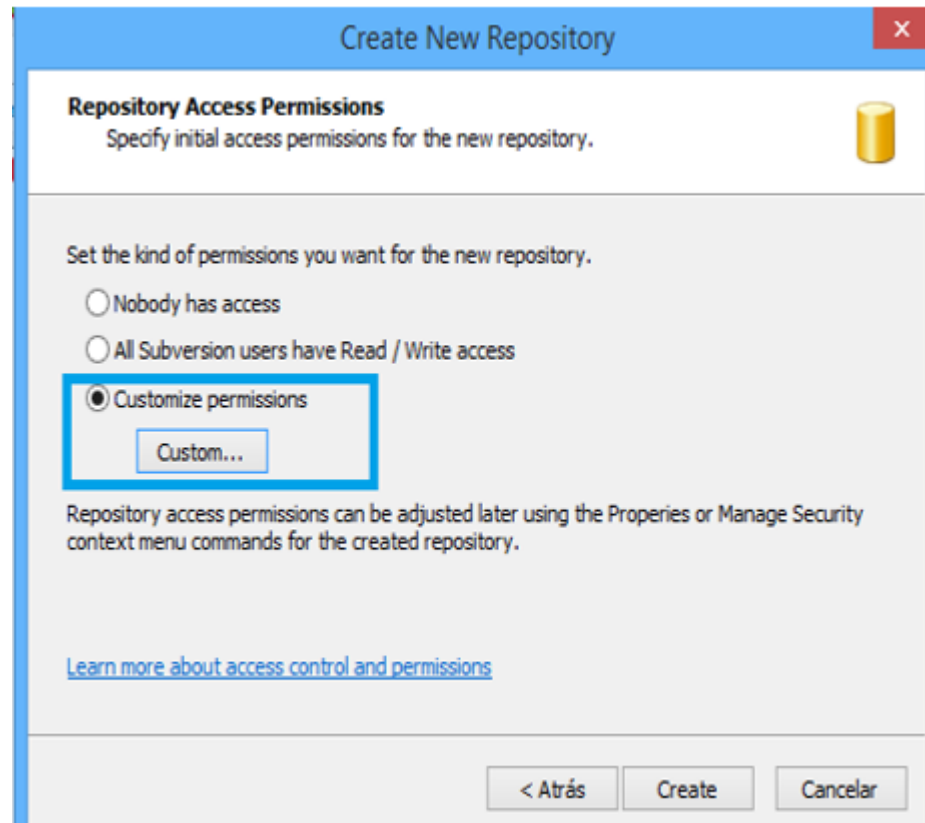 Create New Repository
x
Repository Access Permissions
Specify initial access permissions for the new repository.
Set the kind of permissions you want for the new repository.
Nobody has access
All Subversion users have Read / Write access
Customize permissions
Custom...
Repository access permissions can be adjusted later using the Properies or Manage Security
context menu commands for the created repository.
Learn more about access control and permissions
< Atrás Create Cancelar